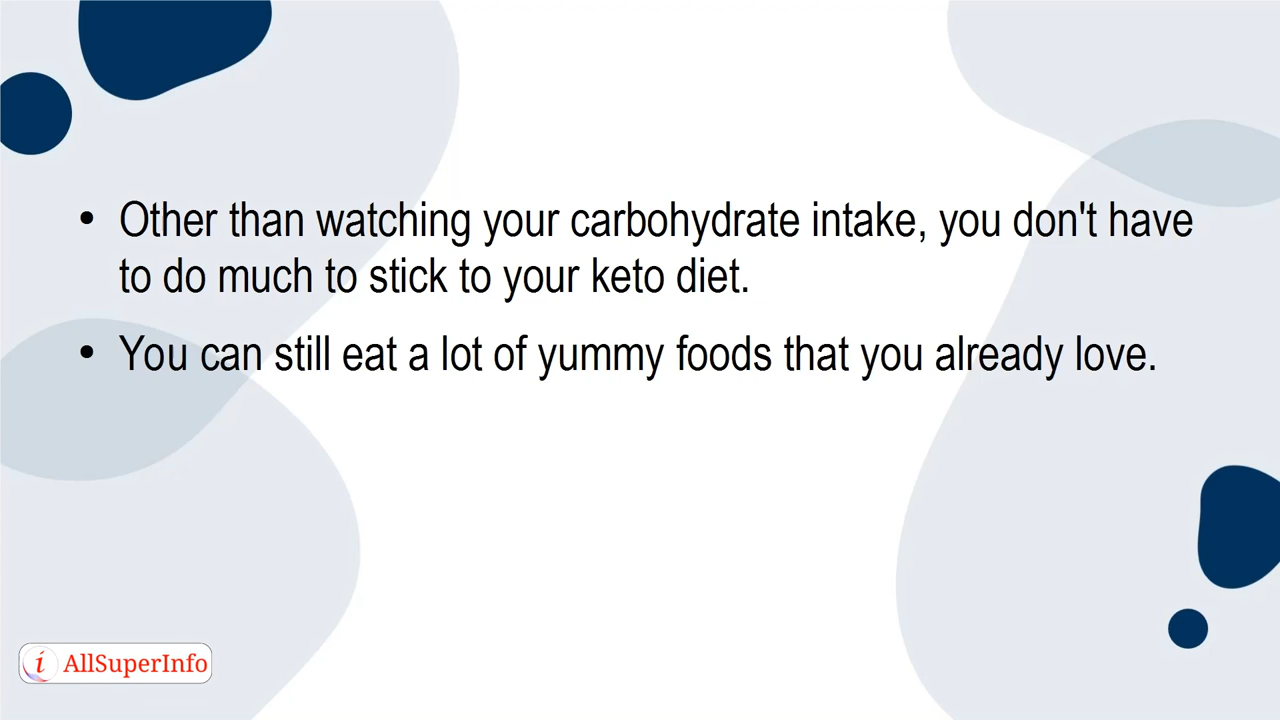 • Other than watching your carbohydrate intake, you don't have
to do much to stick to your keto diet.
• You can still eat a lot of yummy foods that you already love.
i AllSuperInfo